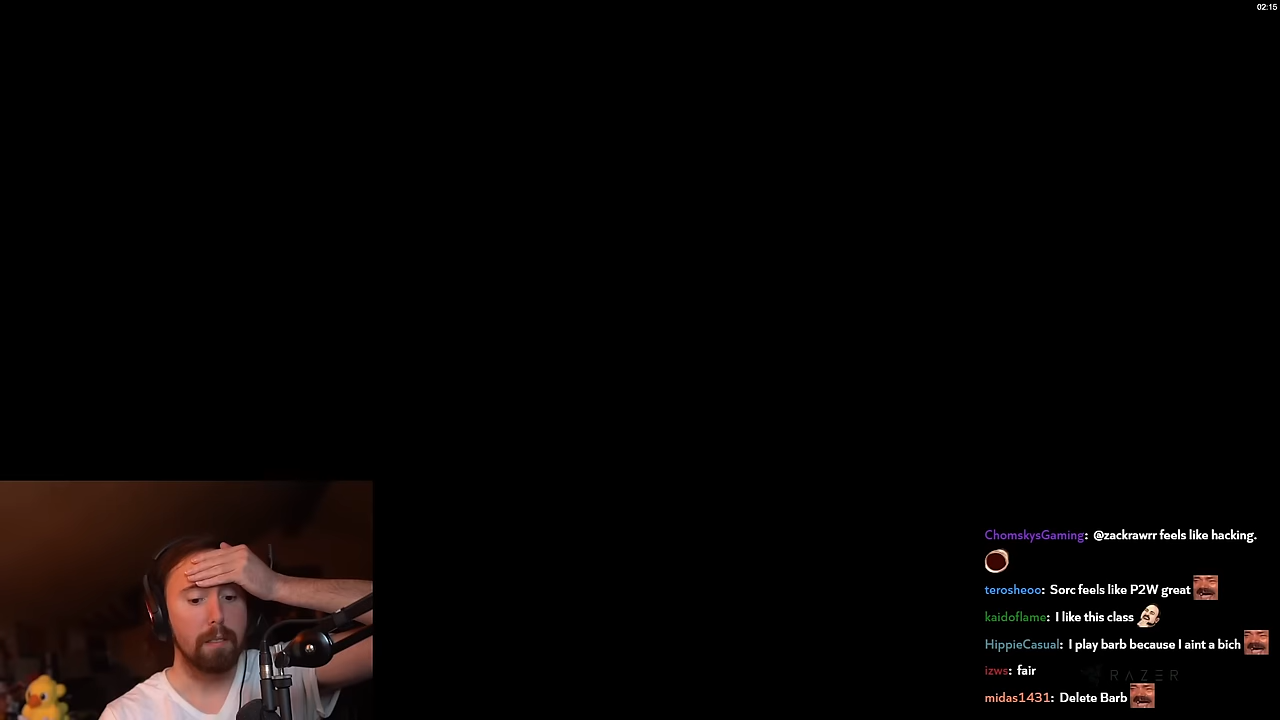 02:15
ChomskysGaming: @zackrawrr feels like hacking.
terosheoo: Sorc feels like P2W great
kaidoflame: I like this class
HippieCasual: I play barb because I aint a bich
izws: fair
RAZER
midas1431: Delete Barb